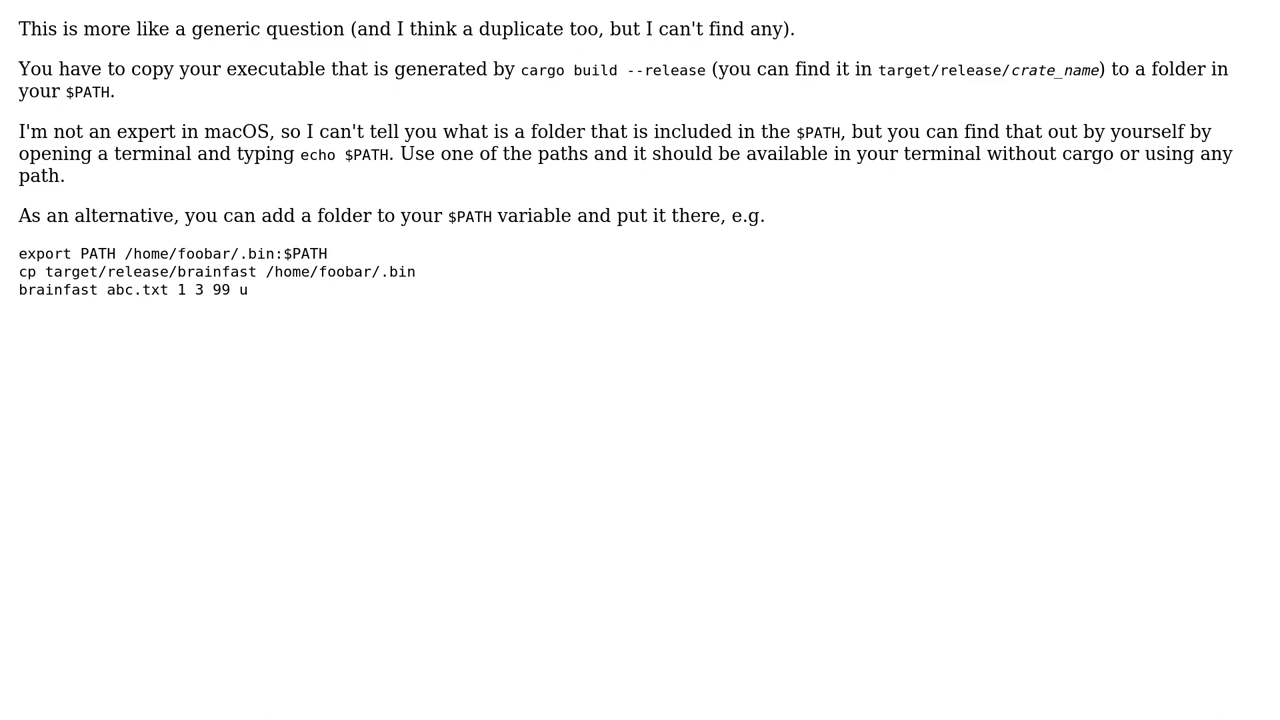 This is more like a generic question (and I think a duplicate too, but I can't find any).
You have to copy your executable that is generated by cargo build --release (you can find it in target/release/crate_name) to a folder in
your $PATH.
I'm not an expert in macOS, so I can't tell you what is a folder that is included in the $PATH, but you can find that out by yourself by
opening a terminal and typing echo $PATH. Use one of the paths and it should be available in your terminal without cargo or using any
path.
As an alternative, you can add a folder to your $PATH variable and put it there, e.g.
export PATH /home/foobar/.bin:$PATH
cp target/release/brainfast /home/foobar/.bin
brainfast abc.txt 1 3 99 u